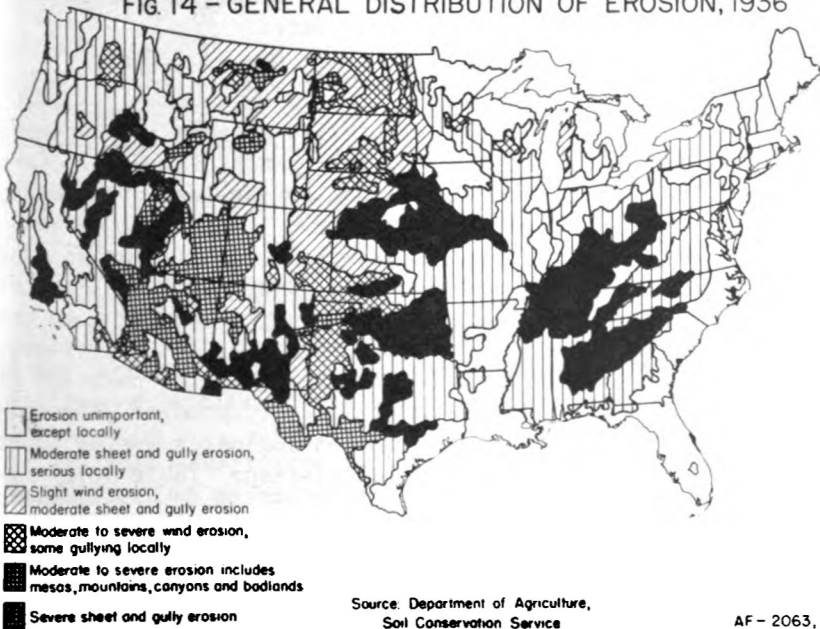 FIG. 14 - GENERAL DISTRIBUTION OF EROSION, 1936
Erosion unimportant,
except locally
Moderate sheet and gully erosion,
serious locally
Slight wind erosion,
moderate sheet and gully erosion
Moderate to severe wind erosion,
some gullying locally
Moderate to severe erosion includes
mesas, mountains, canyons and badlands
Severe sheet and gully erosion
Source: Department of Agriculture,
Soil Conservation Service
AF - 2063,